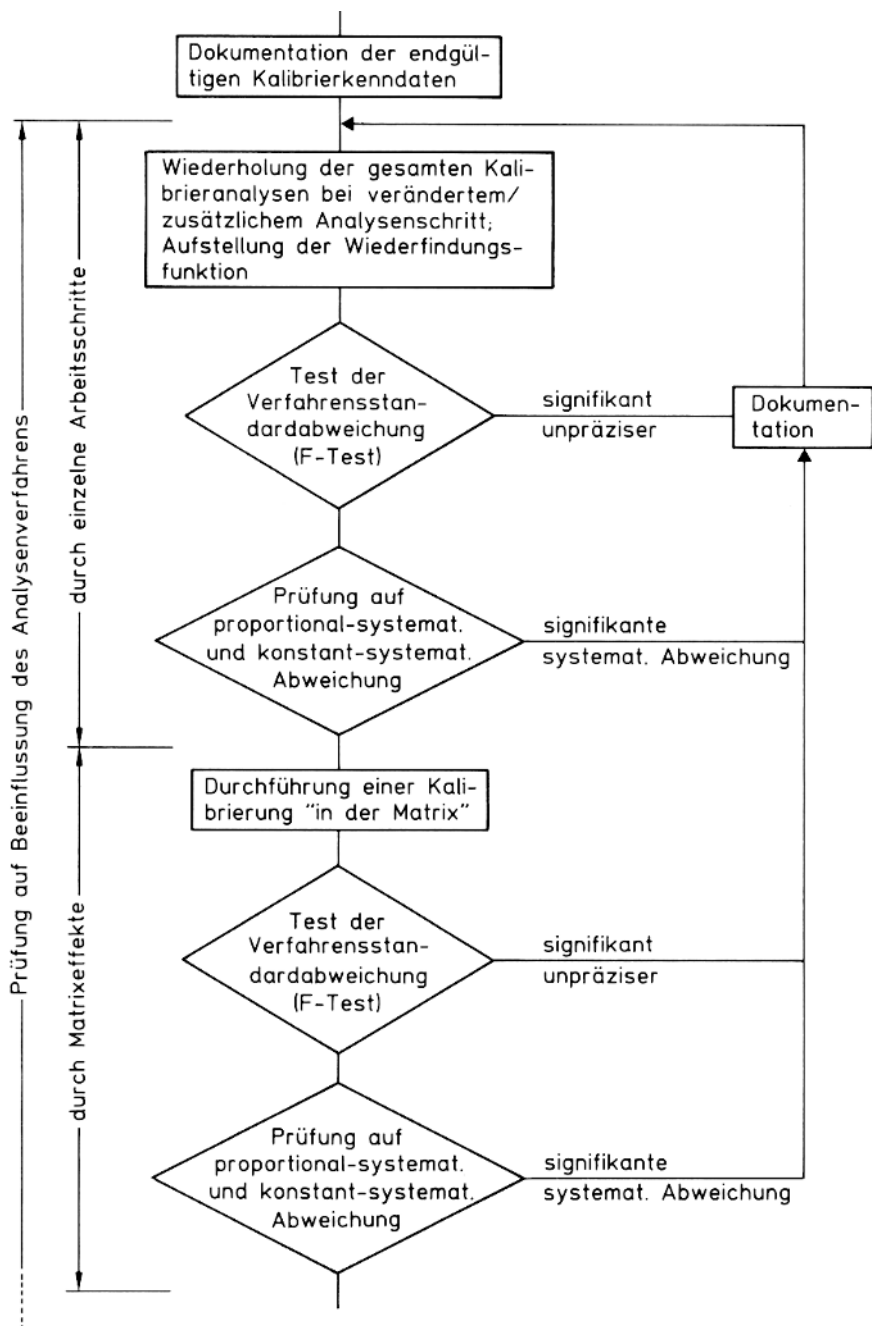 Dokumentation der endgül-
tigen Kalibrierkenndaten
Wiederholung der gesamten Kali-
brieranalysen bei verändertem/
zusätzlichem Analysenschritt;
Aufstellung der Wiederfindungs-
funktion
Test der
Verfahrensstan-
dardabweichung
(F-Test)
signifikant
unpräziser
Dokumen-
tation
Prüfung auf
proportional-systemat.
und konstant-systemat.
Abweichung
signifikante
systemat. Abweichung
Durchführung einer Kali-
brierung "in der Matrix"
Test der
Verfahrensstan-
dardabweichung
(F-Test)
signifikant
unpräziser
Prüfung auf
proportional-systemat.
und konstant-systemat.
Abweichung
signifikante
systemat. Abweichung
Prüfung auf Beeinflussung des Analysenverfahrens
durch einzelne Arbeitsschritte
durch Matrixeffekte